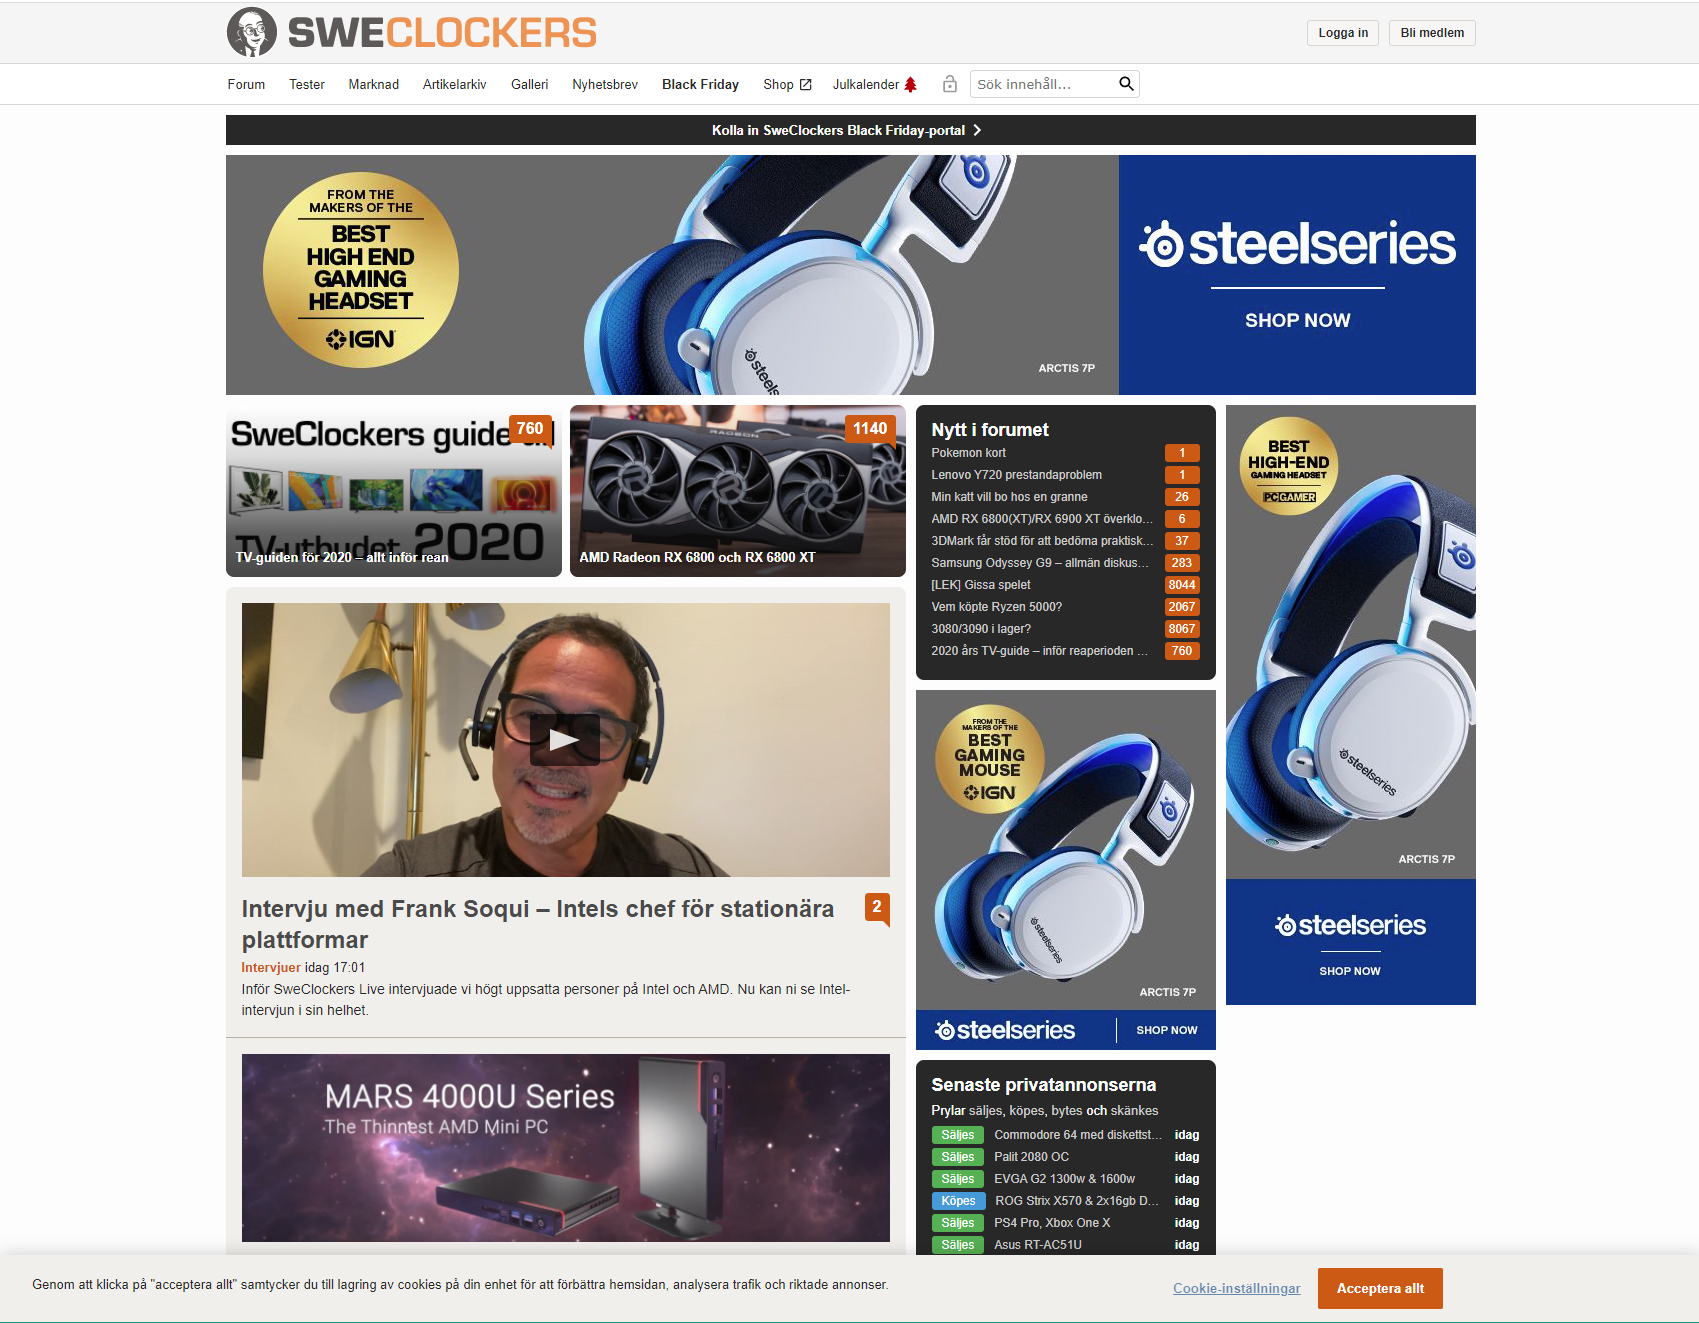 SWECLOCKERS
Logga in
Bli medlem
Forum
Tester
Marknad
Artikelarkiv
Galleri
Nyhetsbrev
Black Friday
Shop
Julkalender
Sök innehåll...
Kolla in SweClockers Black Friday-portal
FROM THE
MAKERS OF THE
BEST
HIGH END
GAMING
HEADSET
IGN
steelseries
ARCTIS 7P
steelseries
SHOP NOW
SweClockers guide
760
TV-utbudet 2020
TV-guiden för 2020 – allt inför rean
RADEON
1140
AMD Radeon RX 6800 och RX 6800 XT
Intervju med Frank Soqui – Intels chef för stationära
plattformar
2
Intervjuer idag 17:01
Inför SweClockers Live intervjuade vi högt uppsatta personer på Intel och AMD. Nu kan ni se Intel-
intervjun i sin helhet.
MARS 4000U Series
The Thinnest AMD Mini PC
Nytt i forumet
Pokemon kort 1
Lenovo Y720 prestandaproblem 1
Min katt vill bo hos en granne 26
AMD RX 6800(XT)/RX 6900 XT överklo... 6
3DMark får stöd för att bedöma praktisk... 37
Samsung Odyssey G9 – allmän diskus... 283
[LEK] Gissa spelet 8044
Vem köpte Ryzen 5000? 2067
3080/3090 i lager? 8067
2020 års TV-guide – inför reaperioden ... 760
FROM THE
MAKERS OF THE
BEST
GAMING
MOUSE
IGN
steelseries
ARCTIS 7P
steelseries
SHOP NOW
Senaste privatannonserna
Prylar säljes, köpes, bytes och skänkes
Säljes Commodore 64 med diskettst... idag
Säljes Palit 2080 OC idag
Säljes EVGA G2 1300w & 1600w idag
Köpes ROG Strix X570 & 2x16gb D... idag
Säljes PS4 Pro, Xbox One X idag
Säljes Asus RT-AC51U idag
BEST
HIGH-END
GAMING HEADSET
PC GAMER
steelseries
ARCTIS 7P
steelseries
SHOP NOW
Genom att klicka på "acceptera allt" samtycker du till lagring av cookies på din enhet för att förbättra hemsidan, analysera trafik och riktade annonser.
Cookie-inställningar
Acceptera allt